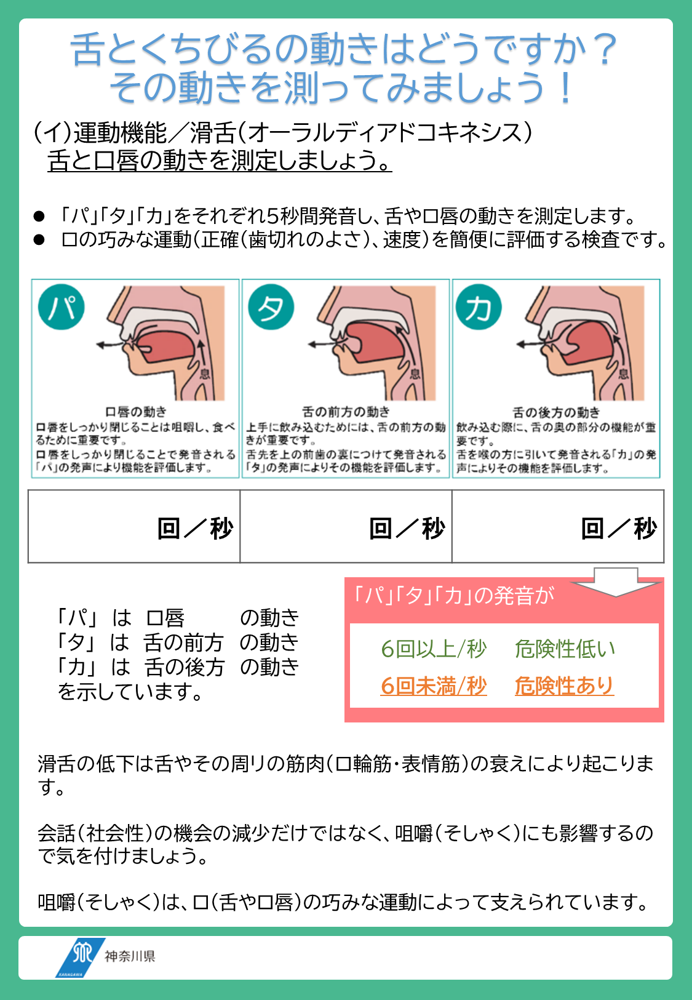 舌とくちびるの動きはどうですか？
その動きを測ってみましょう！
（イ）運動機能／滑舌（オーラルディアドコキネシス）
舌と口唇の動きを測定しましょう。
● 「パ」「タ」「カ」をそれぞれ5秒間発音し、舌や口唇の動きを測定します。
● 口の巧みな運動（正確（歯切れのよさ）、速度）を簡便に評価する検査です。
パ
息
口唇の動き
口唇をしっかり閉じることは咀嚼し、食べ
るために重要です。
口唇をしっかり閉じることで発音される
「パ」の発声により機能を評価します。
タ
息
舌の前方の動き
上手に飲み込むためには、舌の前方の動
きが重要です。
舌先を上の前歯の裏につけて発音される
「タ」の発声によりその機能を評価します。
カ
息
舌の後方の動き
飲み込む際に、舌の奥の部分の機能が重
要です。
舌を喉の方に引いて発音される「カ」の発
声によりその機能を評価します。
回／秒 回／秒 回／秒
「パ」 は 口唇 の動き
「タ」 は 舌の前方 の動き
「カ」 は 舌の後方 の動き
を示しています。
「パ」「タ」「カ」の発音が
6回以上/秒 危険性低い
6回未満/秒 危険性あり
滑舌の低下は舌やその周りの筋肉（口輪筋・表情筋）の衰えにより起こりま
す。
会話（社会性）の機会の減少だけではなく、咀嚼（そしゃく）にも影響するの
で気を付けましょう。
咀嚼（そしゃく）は、口（舌や口唇）の巧みな運動によって支えられています。
KANAGAWA
神奈川県